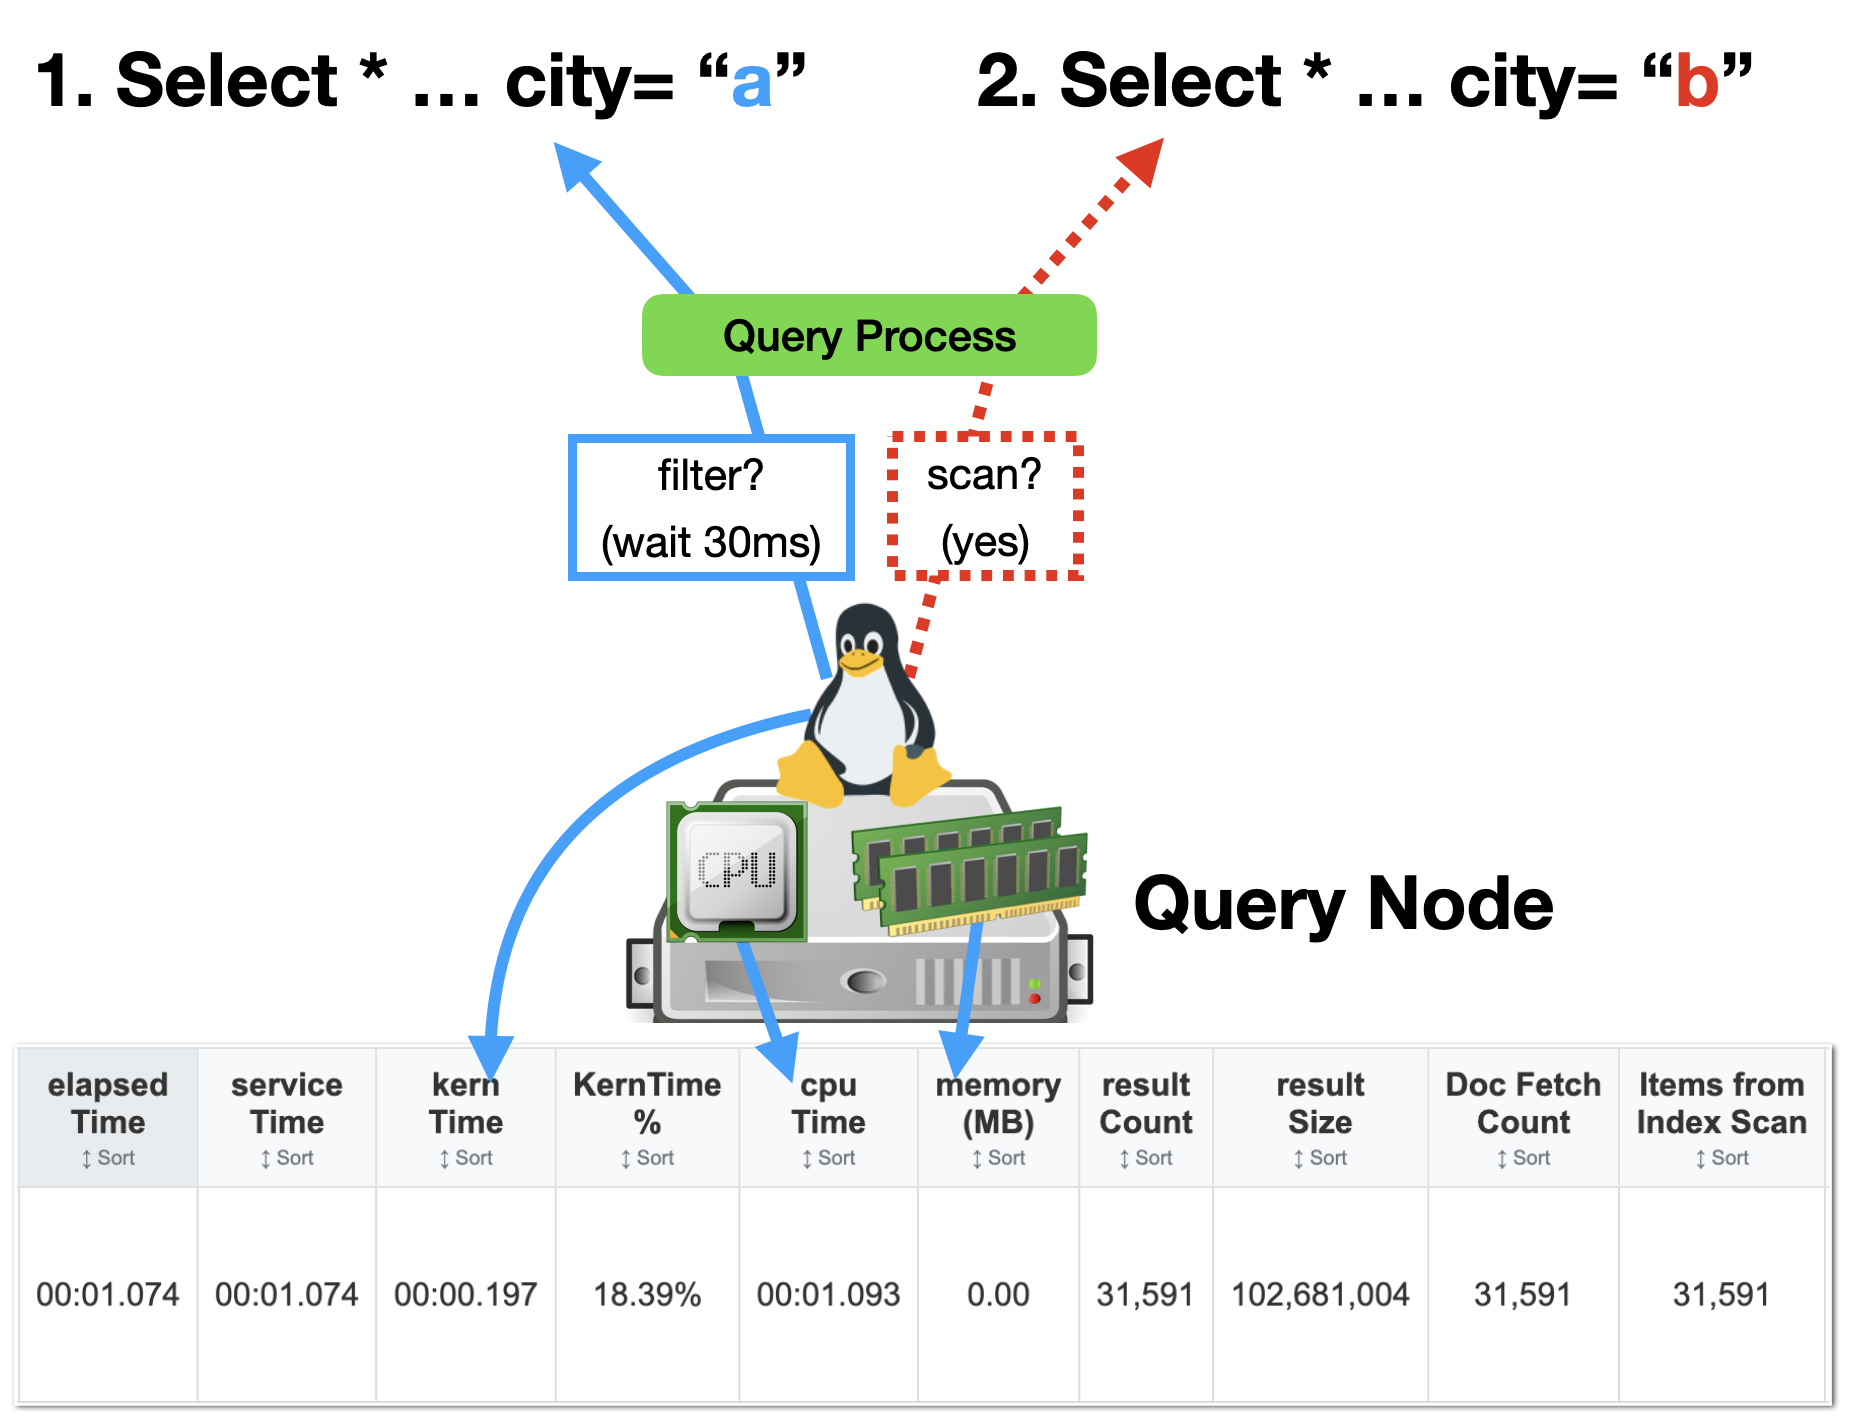 1. Select * … city= “a”
2. Select * … city= “b”
Query Process
filter?
(wait 30ms)
scan?
(yes)
CPU
Query Node
elapsed Time
↕ Sort
service Time
↕ Sort
kern Time
↕ Sort
KernTime %
↕ Sort
cpu Time
↕ Sort
memory (MB)
↕ Sort
result Count
↕ Sort
result Size
↕ Sort
Doc Fetch Count
↕ Sort
Items from Index Scan
↕ Sort
00:01.074
00:01.074
00:00.197
18.39%
00:01.093
0.00
31,591
102,681,004
31,591
31,591